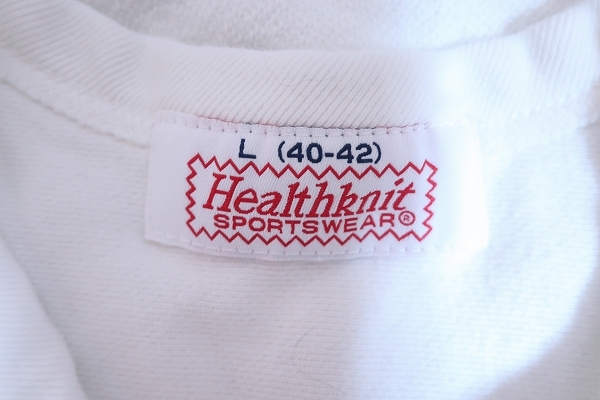 L (40-42)
Healthknit
SPORTSWEAR®